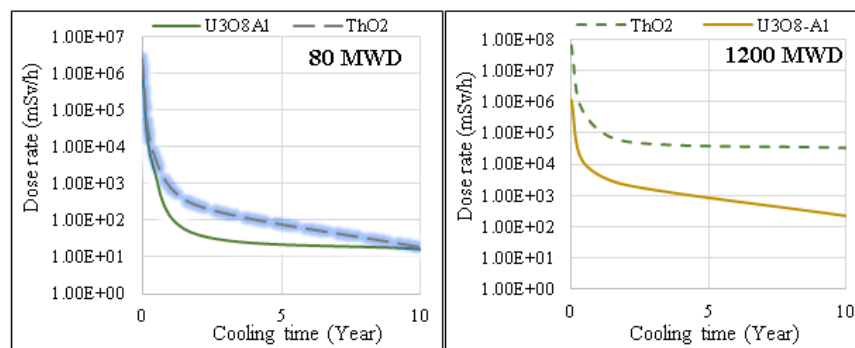 U3O8Al ThO2
80 MWD
Dose rate (mSv/h)
1.00E+07
1.00E+06
1.00E+05
1.00E+04
1.00E+03
1.00E+02
1.00E+01
1.00E+00
0 5 10
Cooling time (Year)
ThO2 U3O8-Al
1200 MWD
Dose rate (mSv/h)
1.00E+08
1.00E+07
1.00E+06
1.00E+05
1.00E+04
1.00E+03
1.00E+02
1.00E+01
1.00E+00
0 5 10
Cooling time (Year)